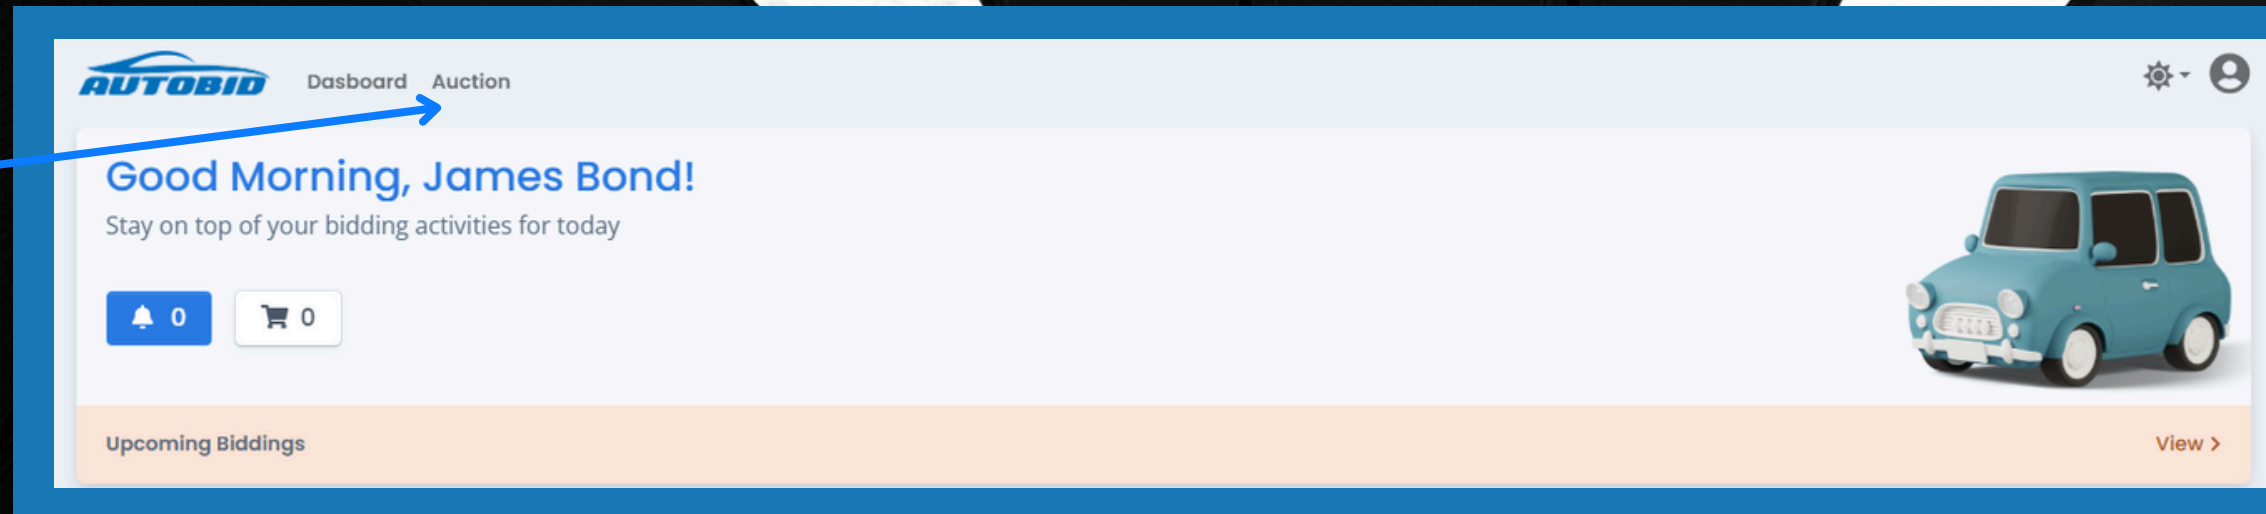 AUTOBID Dasboard Auction
Good Morning, James Bond!
Stay on top of your bidding activities for today
0 0
Upcoming Biddings View >